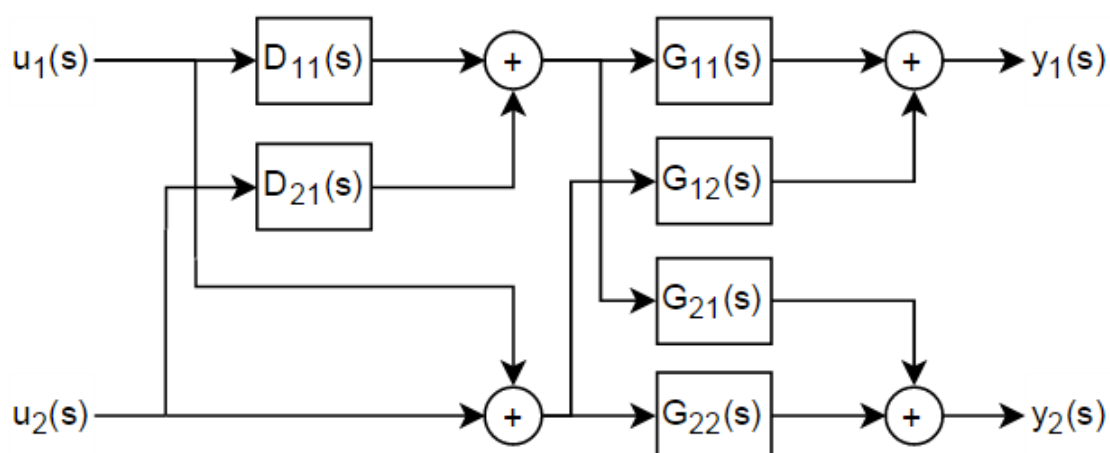 u1(s) D11(s) + G11(s) + y1(s)
D21(s) G12(s)
G21(s)
u2(s) + G22(s) + y2(s)